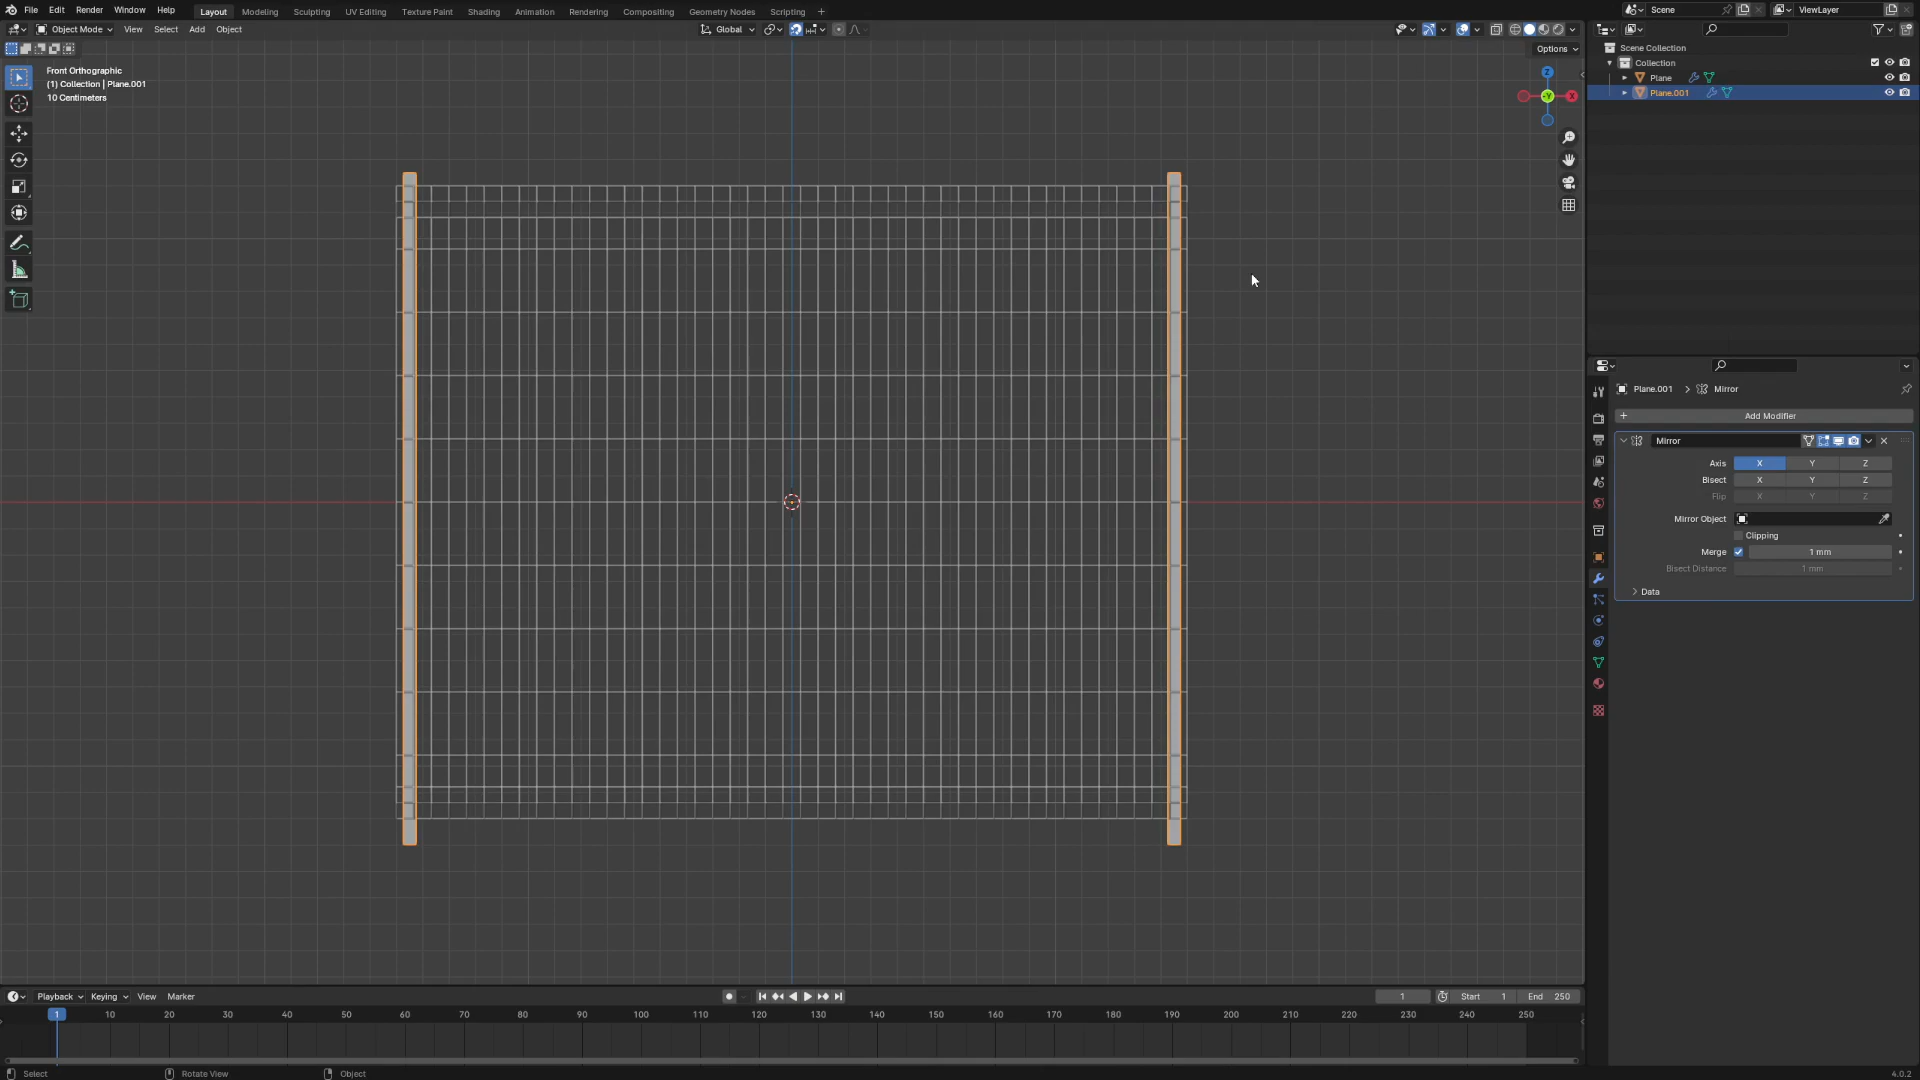 File Edit Render Window Help Layout Modeling Sculpting UV Editing Texture Paint Shading Animation Rendering Compositing Geometry Nodes Scripting + Scene ViewLayer
Object Mode View Select Add Object Global
Options
Front Orthographic
(1) Collection | Plane.001
10 Centimeters
Z
-Y X
Scene Collection
Collection
Plane
Plane.001
Plane.001 > Mirror
+ Add Modifier
Mirror
Axis X Y Z
Bisect X Y Z
Flip X Y Z
Mirror Object
Clipping
Merge 1 mm
Bisect Distance 1 mm
Data
Playback Keying View Marker 1 Start 1 End 250
1 10 20 30 40 50 60 70 80 90 100 110 120 130 140 150 160 170 180 190 200 210 220 230 240 250
Select Rotate View Object 4.0.2